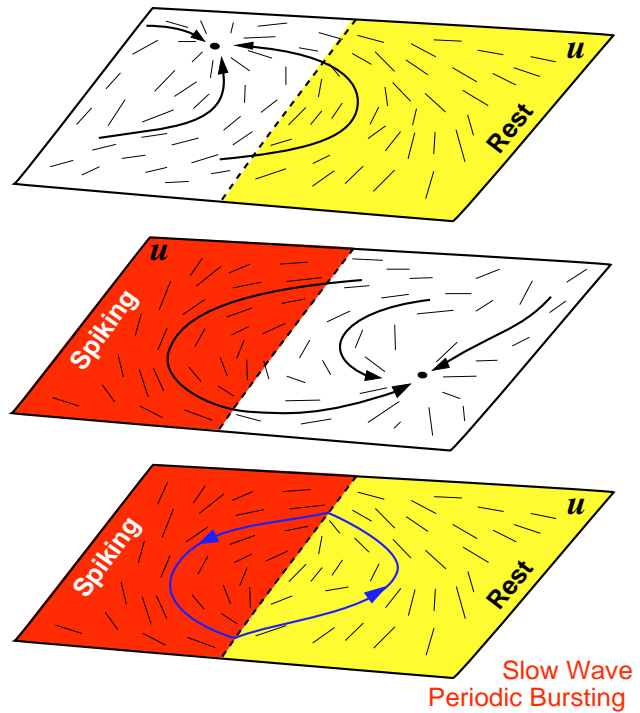 u
Rest
u
Spiking
u
Spiking
Rest
Slow Wave
Periodic Bursting